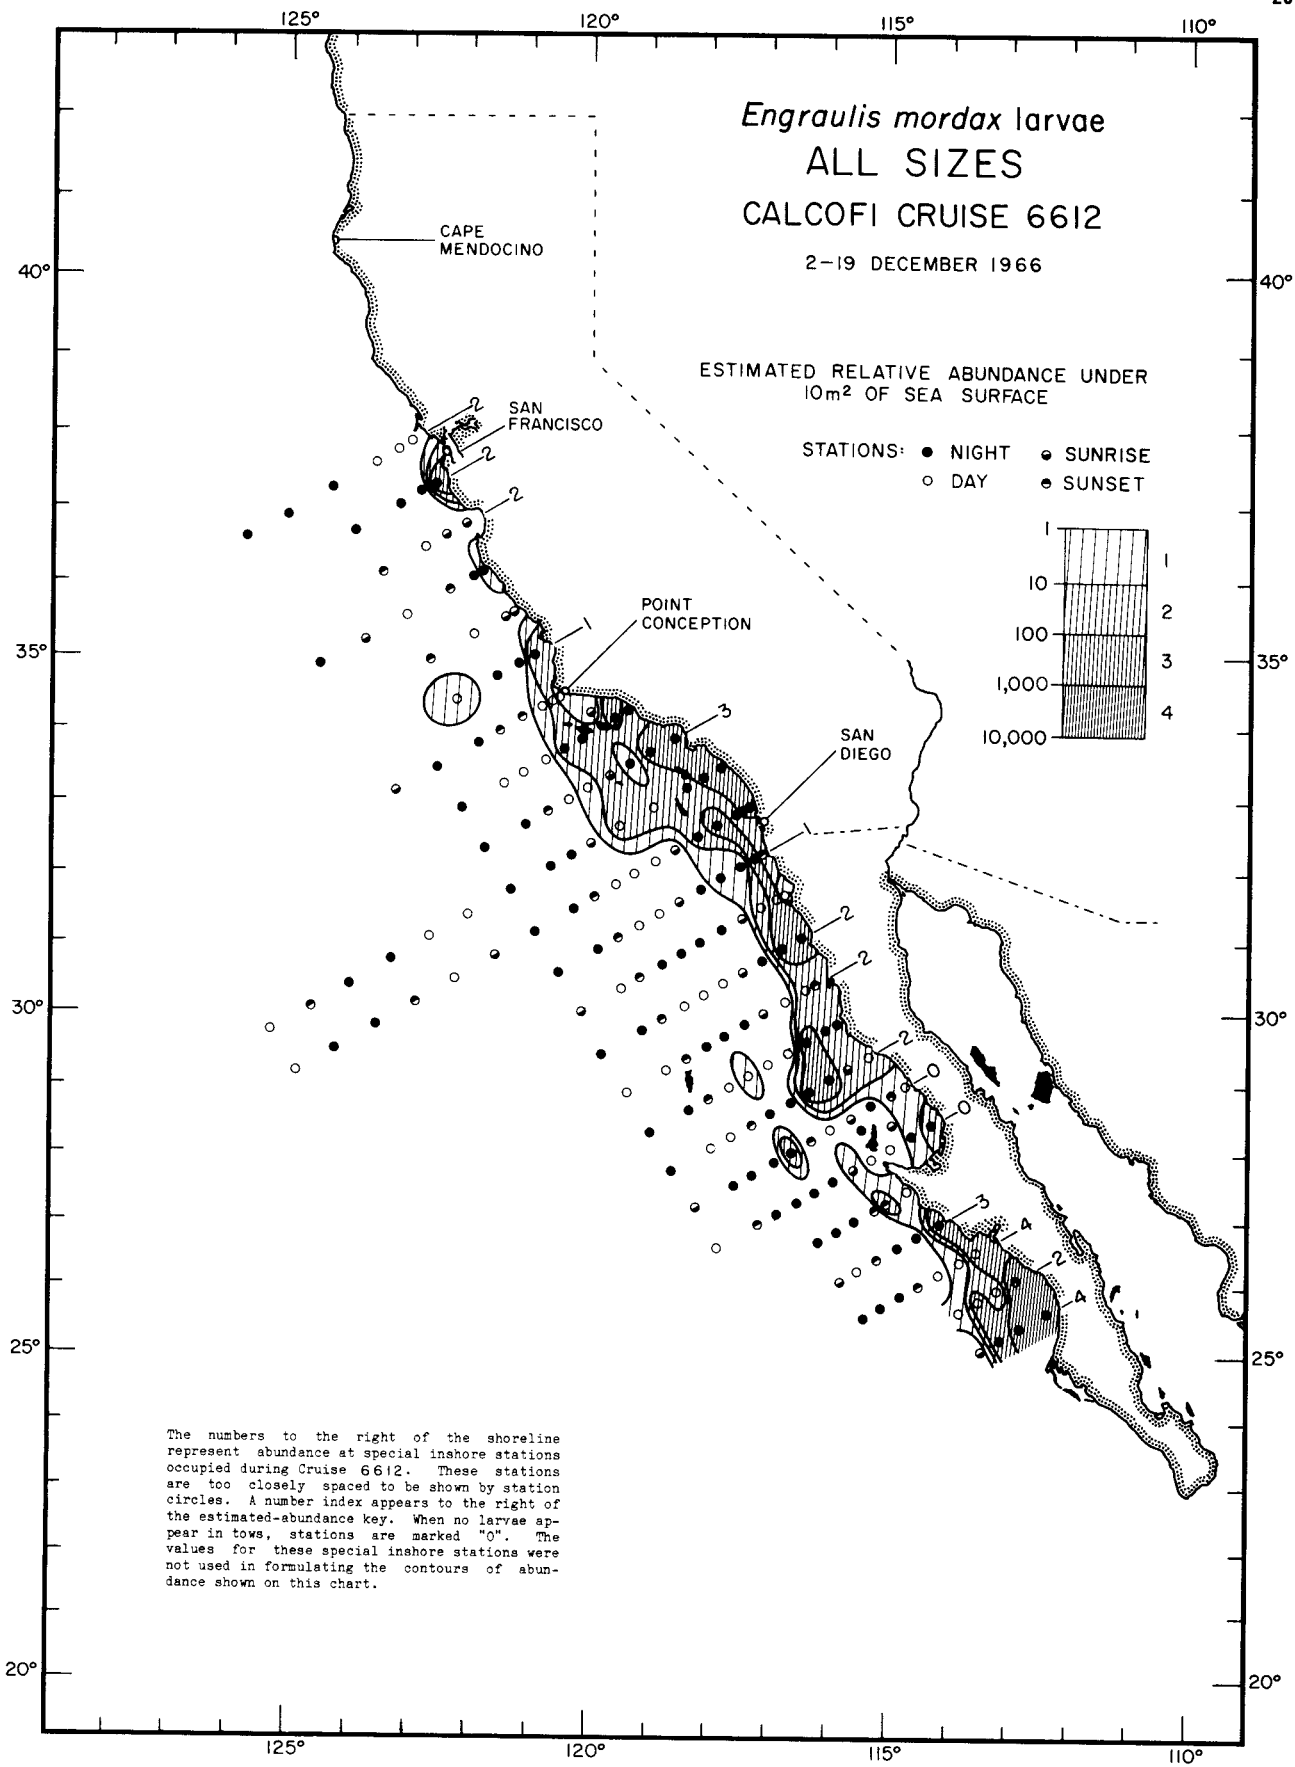 125° 120° 115° 110°
Engraulis mordax larvae
ALL SIZES
CALCOFI CRUISE 6612
2–19 DECEMBER 1966
CAPE
MENDOCINO
40° 40°
ESTIMATED RELATIVE ABUNDANCE UNDER
10m² OF SEA SURFACE
2
SAN
FRANCISCO
2
2
STATIONS: ● NIGHT SUNRISE
○ DAY SUNSET
1
1
10
2
100
3
1,000
4
10,000
POINT
CONCEPTION
1
35° 35°
3
SAN
DIEGO
1
2
2
30° 30°
2
0
0
3
4
2
4
25° 25°
The numbers to the right of the shoreline
represent abundance at special inshore stations
occupied during Cruise 6612. These stations
are too closely spaced to be shown by station
circles. A number index appears to the right of
the estimated-abundance key. When no larvae ap-
pear in tows, stations are marked "0". The
values for these special inshore stations were
not used in formulating the contours of abun-
dance shown on this chart.
20° 20°
125° 120° 115° 110°